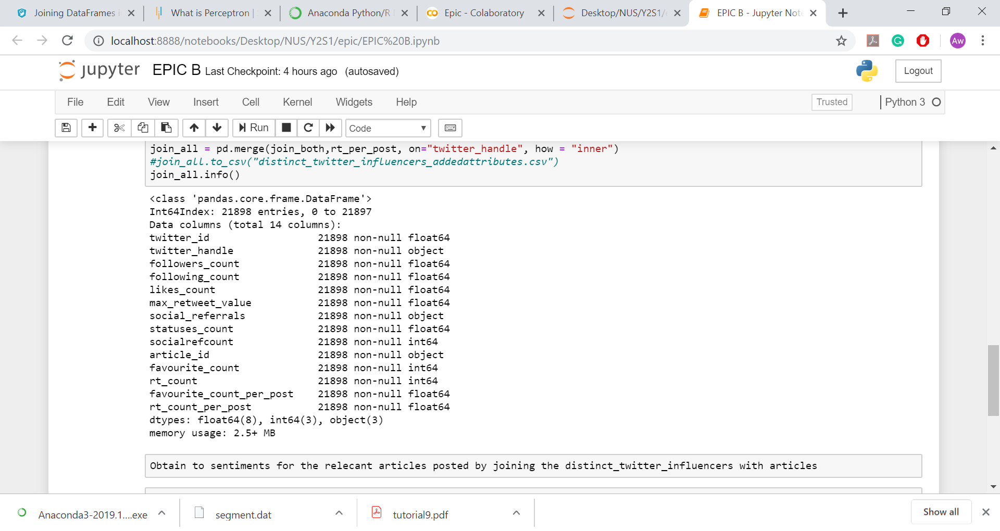 Joining DataFrames i
What is Perceptron |
Anaconda Python/R
Epic - Colaboratory
Desktop/NUS/Y2S1/
EPIC B - Jupyter Not
localhost:8888/notebooks/Desktop/NUS/Y2S1/epic/EPIC%20B.ipynb
Aw
jupyter EPIC B Last Checkpoint: 4 hours ago (autosaved)
Logout
File Edit View Insert Cell Kernel Widgets Help
Trusted
Python 3
Run
Code
join_all = pd.merge(join_both,rt_per_post, on="twitter_handle", how = "inner")
#join_all.to_csv("distinct_twitter_influencers_addedattributes.csv")
join_all.info()
<class 'pandas.core.frame.DataFrame'>
Int64Index: 21898 entries, 0 to 21897
Data columns (total 14 columns):
twitter_id 21898 non-null float64
twitter_handle 21898 non-null object
followers_count 21898 non-null float64
following_count 21898 non-null float64
likes_count 21898 non-null float64
max_retweet_value 21898 non-null float64
social_referrals 21898 non-null object
statuses_count 21898 non-null float64
socialrefcount 21898 non-null int64
article_id 21898 non-null object
favourite_count 21898 non-null int64
rt_count 21898 non-null int64
favourite_count_per_post 21898 non-null float64
rt_count_per_post 21898 non-null float64
dtypes: float64(8), int64(3), object(3)
memory usage: 2.5+ MB
Obtain to sentiments for the relecant articles posted by joining the distinct_twitter_influencers with articles
Anaconda3-2019.1....exe
segment.dat
tutorial9.pdf
Show all